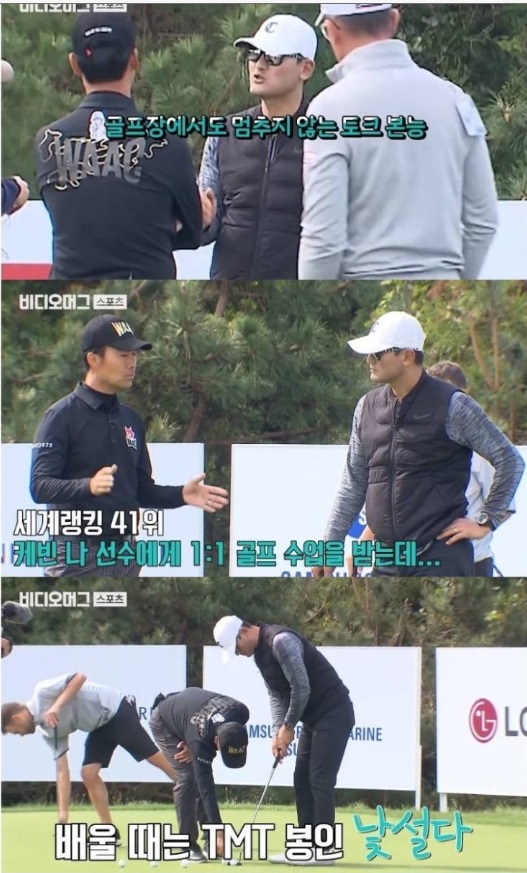 비디오머그 스포츠
골프장에서도 멈추지 않는 토크 본능
WAAC
비디오머그 스포츠
세계랭킹 41위
케빈 나 선수에게 1:1 골프 수업을 받는데...
비디오머그 스포츠
WAAC
LG
배울 때는 TMT 봉인 낯설다